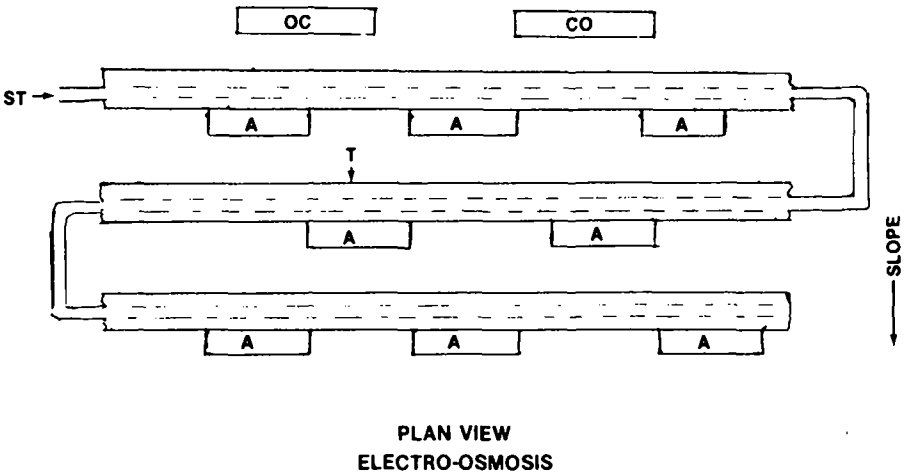 OC CO
ST
A A A
T
A A
SLOPE
A A A
PLAN VIEW
ELECTRO-OSMOSIS